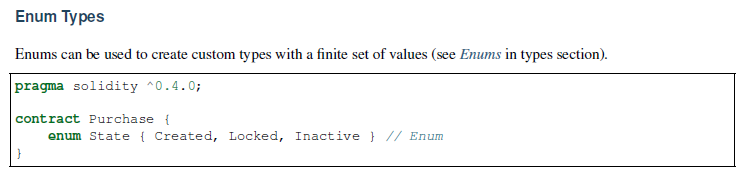 Enum Types
Enums can be used to create custom types with a finite set of values (see Enums in types section).
pragma solidity ^0.4.0;
contract Purchase {
    enum State { Created, Locked, Inactive } // Enum
}